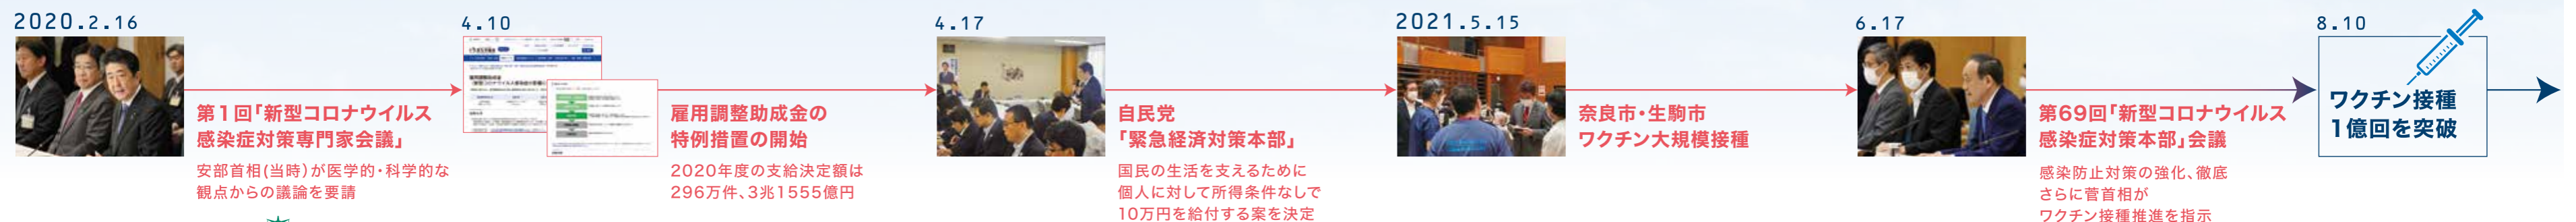 2020.2.16
第1回「新型コロナウイルス
感染症対策専門家会議」
安部首相(当時)が医学的・科学的な
観点からの議論を要請
4.10
雇用調整助成金の
特例措置の開始
2020年度の支給決定額は
296万件、3兆1555億円
4.17
自民党
「緊急経済対策本部」
国民の生活を支えるために
個人に対して所得条件なしで
10万円を給付する案を決定
2021.5.15
奈良市・生駒市
ワクチン大規模接種
6.17
第69回「新型コロナウイルス
感染症対策本部」会議
感染防止対策の強化、徹底
さらに菅首相が
ワクチン接種推進を指示
8.10
ワクチン接種
1億回を突破